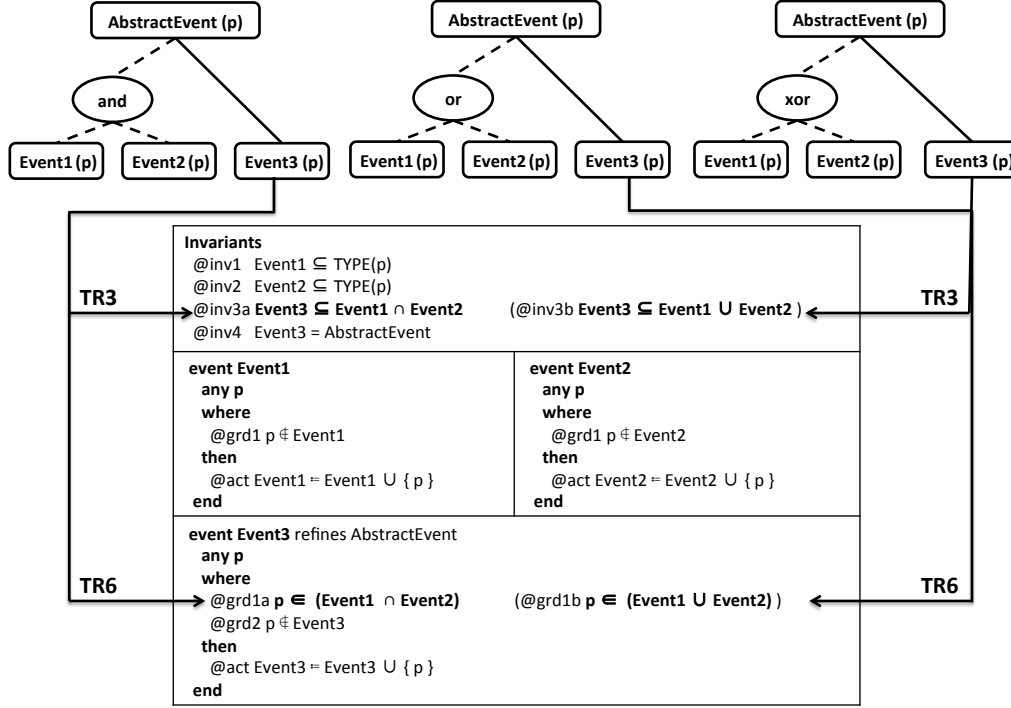 AbstractEvent (p) AbstractEvent (p) AbstractEvent (p)
and or xor
Event1 (p) Event2 (p) Event3 (p) Event1 (p) Event2 (p) Event3 (p) Event1 (p) Event2 (p) Event3 (p)
Invariants
@inv1 Event1 ⊆ TYPE(p)
@inv2 Event2 ⊆ TYPE(p)
TR3 @inv3a Event3 ⊆ Event1 ∩ Event2 (@inv3b Event3 ⊆ Event1 ∪ Event2 ) TR3
@inv4 Event3 = AbstractEvent
event Event1
any p
where
@grd1 p ∉ Event1
then
@act Event1 ≔ Event1 ∪ { p }
end
event Event2
any p
where
@grd1 p ∉ Event2
then
@act Event2 ≔ Event2 ∪ { p }
end
event Event3 refines AbstractEvent
any p
where
TR6 @grd1a p ∈ (Event1 ∩ Event2) (@grd1b p ∈ (Event1 ∪ Event2) ) TR6
@grd2 p ∉ Event3
then
@act Event3 ≔ Event3 ∪ { p }
end